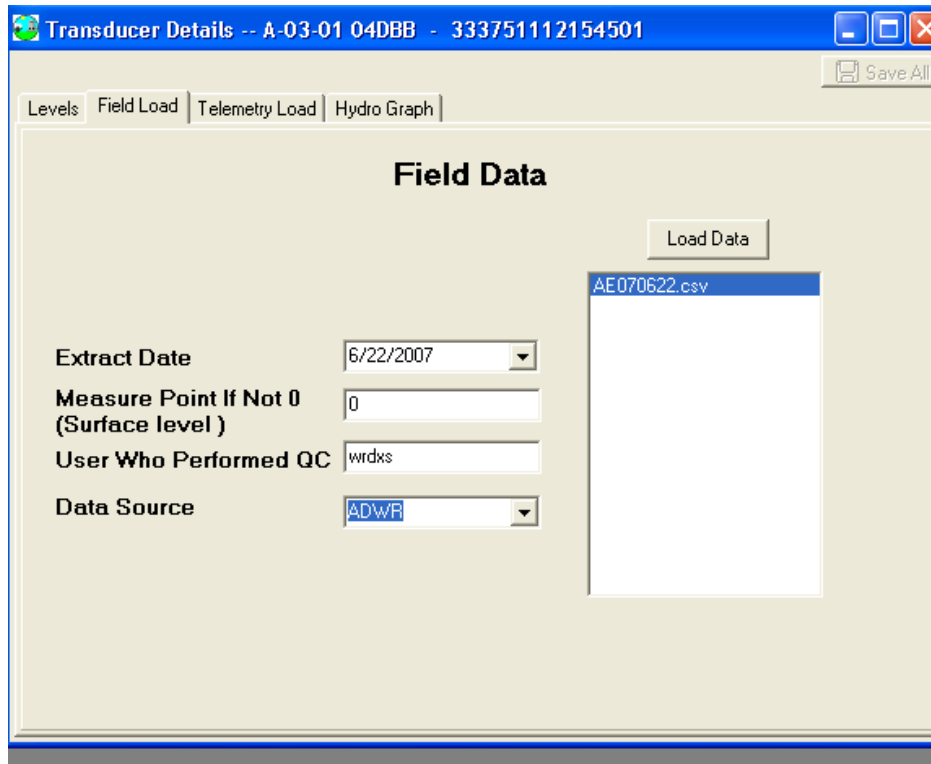 Transducer Details -- A-03-01 04DBB - 333751112154501
Save All
Levels Field Load Telemetry Load Hydro Graph
Field Data
Load Data
AE070622.csv
Extract Date 6/22/2007
Measure Point If Not 0 0
(Surface level )
User Who Performed QC wrdxs
Data Source ADWR